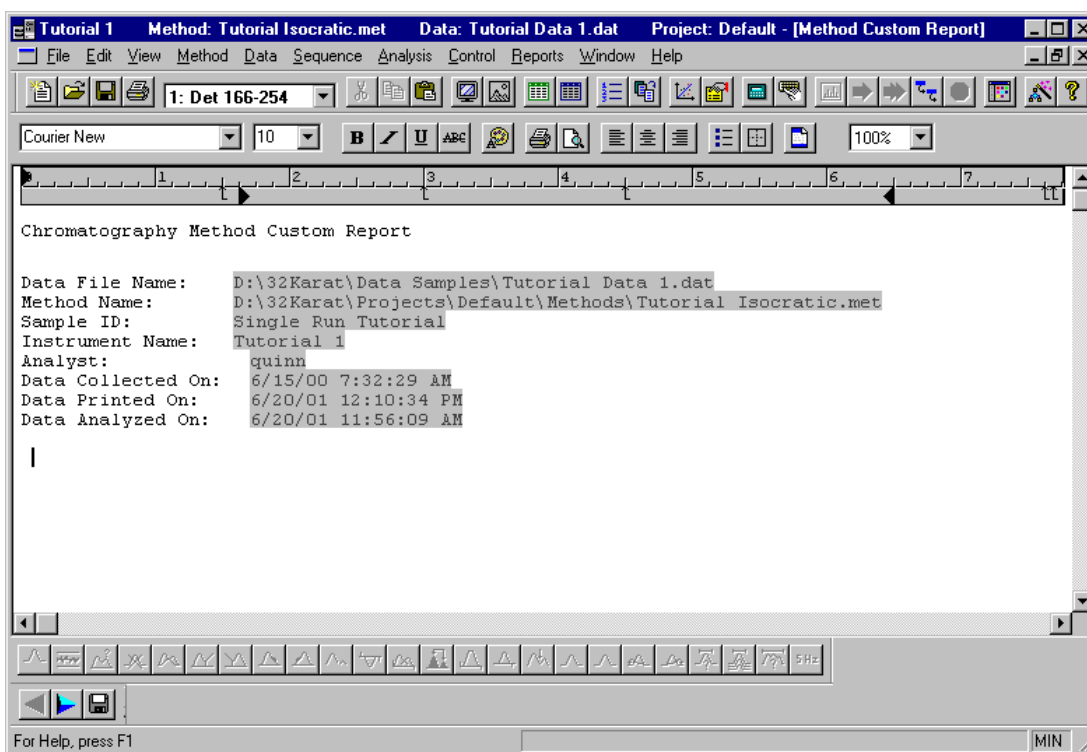 Tutorial 1 Method: Tutorial Isocratic.met Data: Tutorial Data 1.dat Project: Default - [Method Custom Report]
File Edit View Method Data Sequence Analysis Control Reports Window Help
1: Det 166-254
Courier New 10 B I U ABC 100%
1 2 3 4 5 6 7
Chromatography Method Custom Report
Data File Name: D:\32Karat\Data Samples\Tutorial Data 1.dat
Method Name: D:\32Karat\Projects\Default\Methods\Tutorial Isocratic.met
Sample ID: Single Run Tutorial
Instrument Name: Tutorial 1
Analyst: quinn
Data Collected On: 6/15/00 7:32:29 AM
Data Printed On: 6/20/01 12:10:34 PM
Data Analyzed On: 6/20/01 11:56:09 AM
5Hz
For Help, press F1 MIN